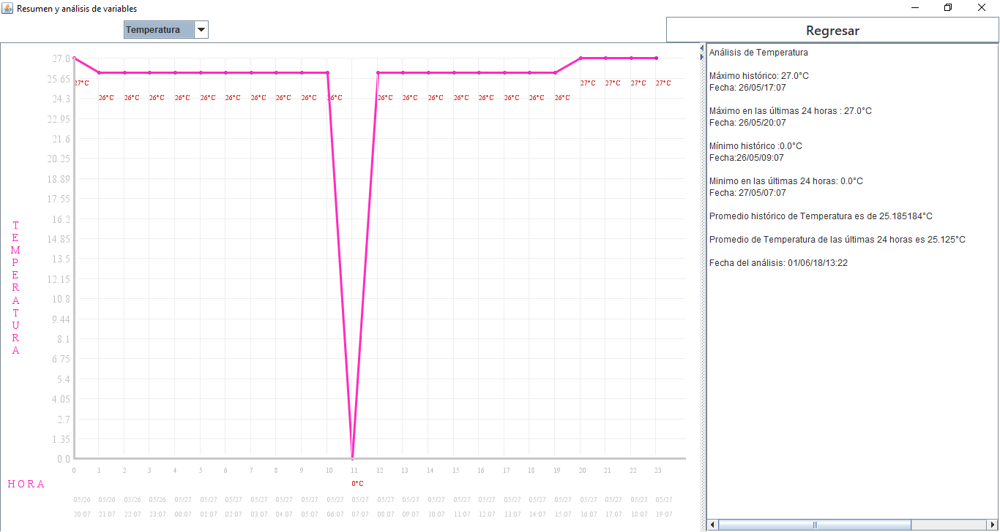 Resumen y análisis de variables
Temperatura
Regresar
27.0
25.65
24.3
23.95
21.6
20.25
18.89
17.55
16.2
14.85
13.5
12.15
10.8
9.44
8.1
6.75
5.4
4.05
2.7
1.35
0.0
TEMPERATURA
27°C 26°C 26°C 26°C 26°C 26°C 26°C 26°C 26°C 26°C 26°C 0°C 26°C 26°C 26°C 26°C 26°C 26°C 26°C 26°C 27°C 27°C 27°C 27°C
0 1 2 3 4 5 6 7 8 9 10 11 12 13 14 15 16 17 18 19 20 21 22 23
HORA
05/26 05/26 05/26 05/26 05/27 05/27 05/27 05/27 05/27 05/27 05/27 05/27 05/27 05/27 05/27 05/27 05/27 05/27 05/27 05/27 05/27 05/27 05/27 05/27
20:07 21:07 22:07 23:07 00:07 01:07 02:07 03:07 04:07 05:07 06:07 07:07 08:07 09:07 10:07 11:07 12:07 13:07 14:07 15:07 16:07 17:07 18:07 19:07
Análisis de Temperatura
Máximo histórico: 27.0°C
Fecha: 26/05/17:07
Máximo en las últimas 24 horas : 27.0°C
Fecha: 26/05/20:07
Mínimo histórico :0.0°C
Fecha:26/05/09:07
Minimo en las últimas 24 horas: 0.0°C
Fecha: 27/05/07:07
Promedio histórico de Temperatura es de 25.185184°C
Promedio de Temperatura de las últimas 24 horas es 25.125°C
Fecha del análisis: 01/06/18/13:22